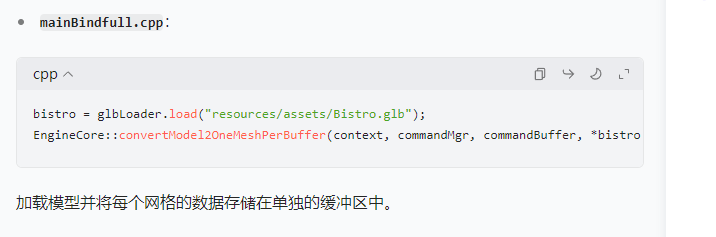 mainBindfull.cpp：
cpp
bistro = glbLoader.load("resources/assets/Bistro.glb");
EngineCore::convertModel2OneMeshPerBuffer(context, commandMgr, commandBuffer, *bistro
加载模型并将每个网格的数据存储在单独的缓冲区中。